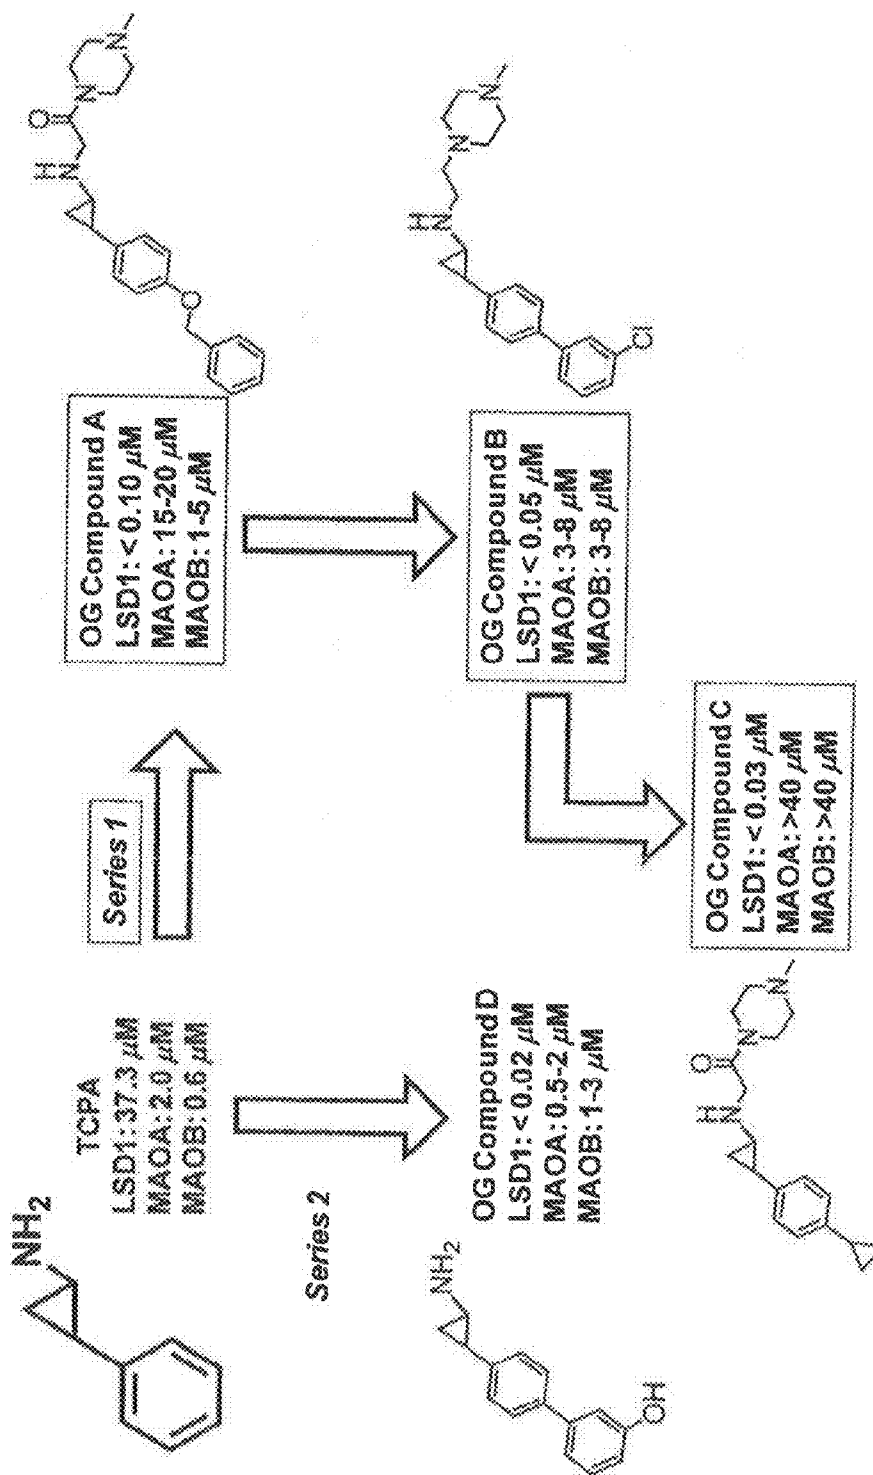 NH2
TCPA
LSD1: 37.3 µM
MAOA: 2.0 µM
MAOB: 0.6 µM
Series 1
OG Compound A
LSD1: < 0.10 µM
MAOA: 15-20 µM
MAOB: 1-5 µM
O
H
N
N
N
O
Series 2
NH2
OH
OG Compound D
LSD1: < 0.02 µM
MAOA: 0.5-2 µM
MAOB: 1-3 µM
OG Compound B
LSD1: < 0.05 µM
MAOA: 3-8 µM
MAOB: 3-8 µM
H
N
N
N
Cl
O
H
N
N
N
OG Compound C
LSD1: < 0.03 µM
MAOA: >40 µM
MAOB: >40 µM